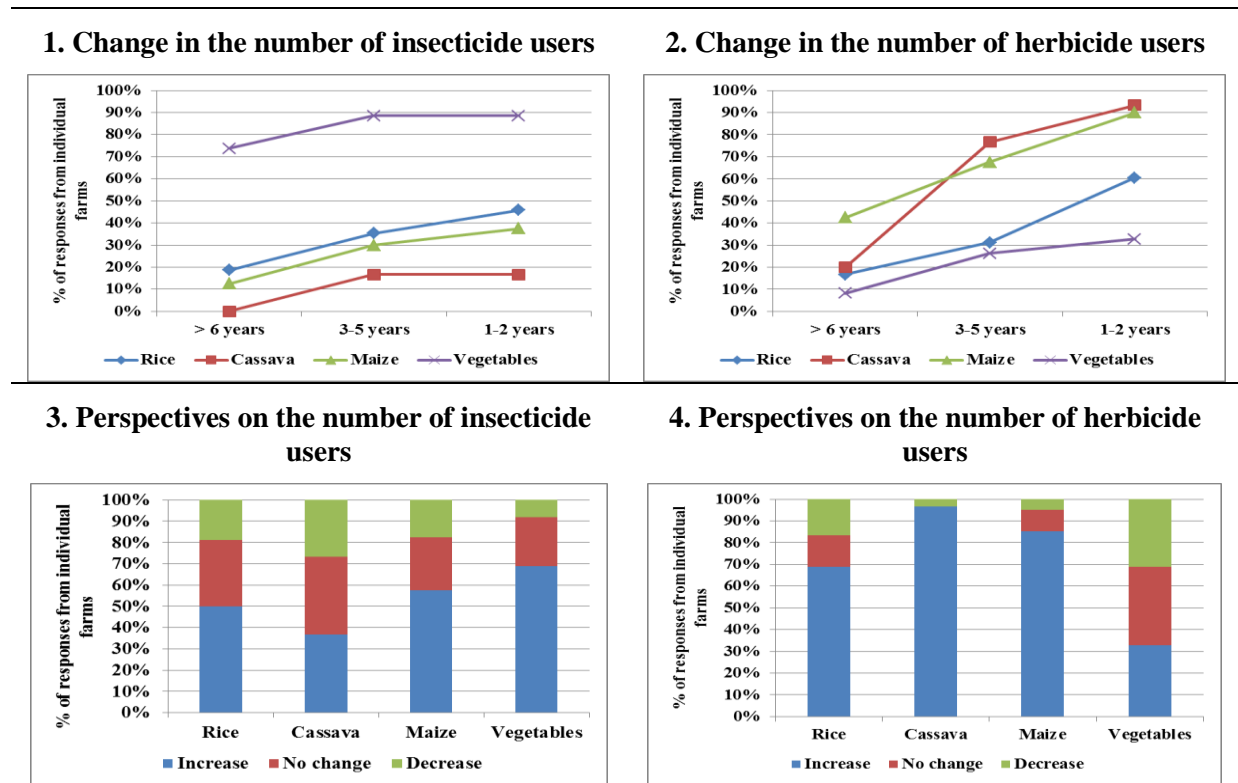 1. Change in the number of insecticide users
% of responses from individual
farms
100%
90%
80%
70%
60%
50%
40%
30%
20%
10%
0%
> 6 years 3-5 years 1-2 years
Rice Cassava Maize Vegetables
2. Change in the number of herbicide users
% of responses from individual
farms
100%
90%
80%
70%
60%
50%
40%
30%
20%
10%
0%
> 6 years 3-5 years 1-2 years
Rice Cassava Maize Vegetables
3. Perspectives on the number of insecticide
users
% of responses from individual
farms
100%
90%
80%
70%
60%
50%
40%
30%
20%
10%
0%
Rice Cassava Maize Vegetables
Increase No change Decrease
4. Perspectives on the number of herbicide
users
% of responses from individual
farms
100%
90%
80%
70%
60%
50%
40%
30%
20%
10%
0%
Rice Cassava Maize Vegetables
Increase No change Decrease